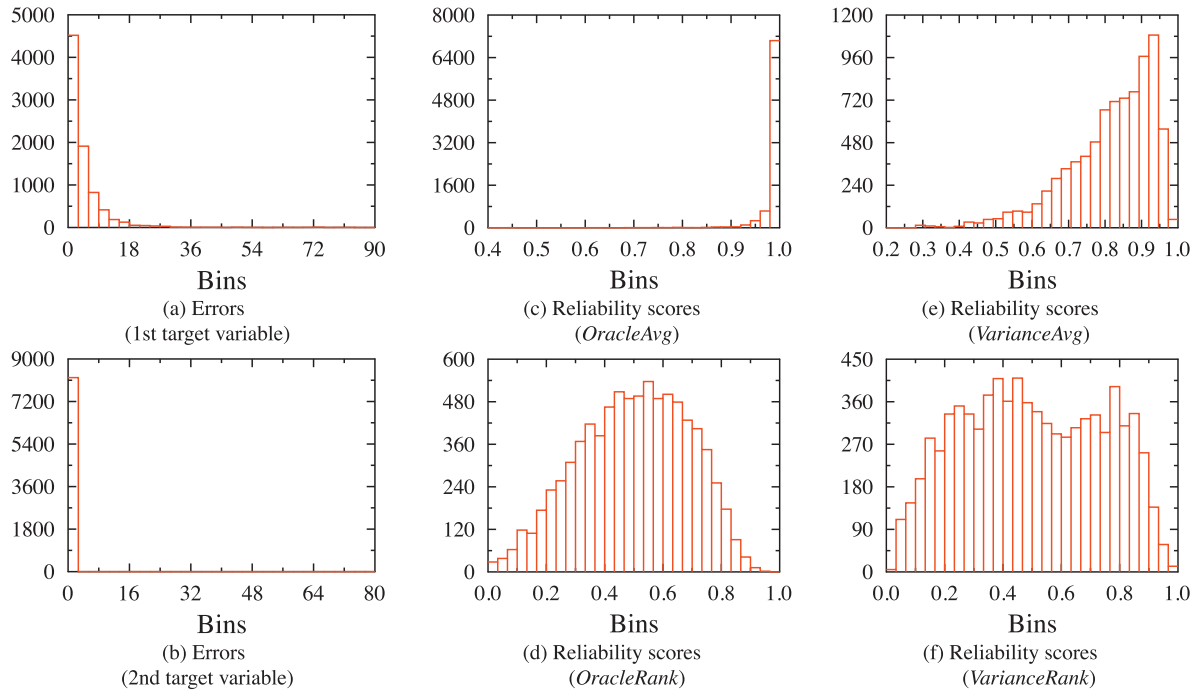 5000
4000
3000
2000
1000
0
0 18 36 54 72 90
Bins
(a) Errors
(1st target variable)
8000
6400
4800
3200
1600
0
0.4 0.5 0.6 0.7 0.8 0.9 1.0
Bins
(c) Reliability scores
(OracleAvg)
1200
960
720
480
240
0
0.2 0.3 0.4 0.5 0.6 0.7 0.8 0.9 1.0
Bins
(e) Reliability scores
(VarianceAvg)
9000
7200
5400
3600
1800
0
0 16 32 48 64 80
Bins
(b) Errors
(2nd target variable)
600
480
360
240
120
0
0.0 0.2 0.4 0.6 0.8 1.0
Bins
(d) Reliability scores
(OracleRank)
450
360
270
180
90
0
0.0 0.2 0.4 0.6 0.8 1.0
Bins
(f) Reliability scores
(VarianceRank)